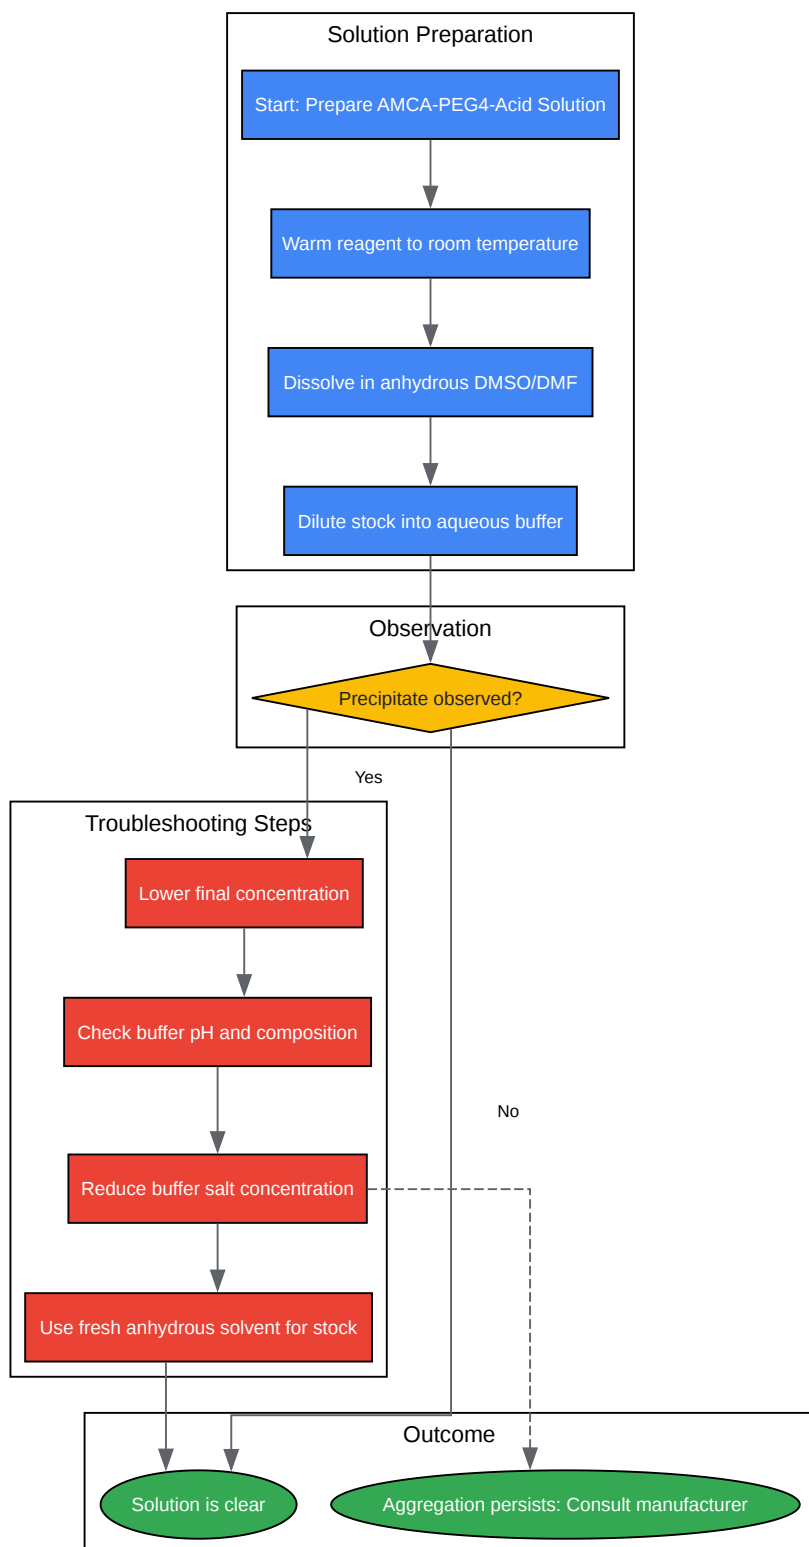 Solution Preparation
Start: Prepare AMCA-PEG4-Acid Solution
Warm reagent to room temperature
Dissolve in anhydrous DMSO/DMF
Dilute stock into aqueous buffer
Observation
Precipitate observed?
Yes
Troubleshooting Steps
Lower final concentration
Check buffer pH and composition
No
Reduce buffer salt concentration
Use fresh anhydrous solvent for stock
Outcome
Solution is clear
Aggregation persists: Consult manufacturer